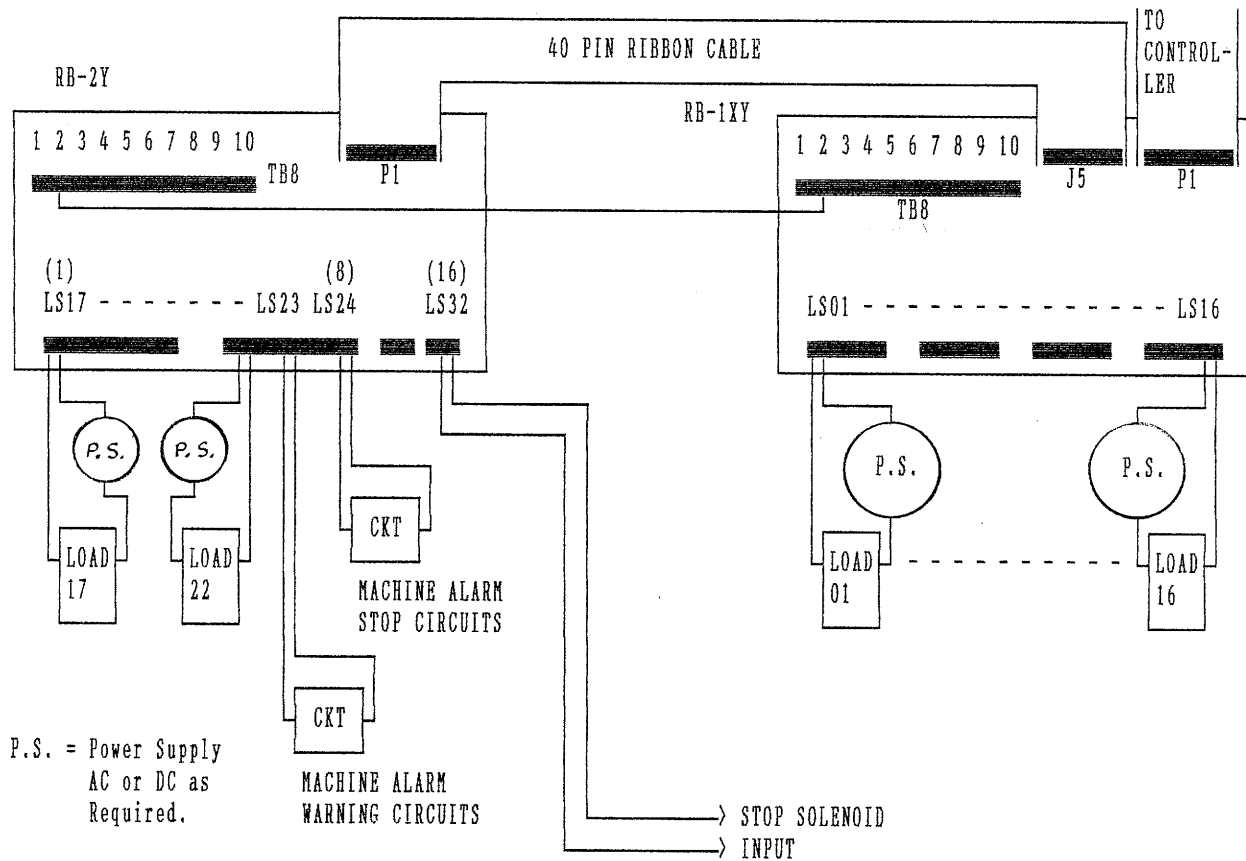 TO
CONTROL-
LER
40 PIN RIBBON CABLE
RB-2Y
RB-1XY
1 2 3 4 5 6 7 8 9 10
TB8
P1
1 2 3 4 5 6 7 8 9 10
TB8
J5
P1
(1)
(8)
(16)
LS17 - - - - - - - LS23 LS24
LS32
LS01 - - - - - - - - - - - - - - LS16
P.S.
P.S.
P.S.
P.S.
LOAD
17
LOAD
22
CKT
MACHINE ALARM
STOP CIRCUITS
LOAD
01
- - - - - - - - - -
LOAD
16
CKT
MACHINE ALARM
WARNING CIRCUITS
P.S. = Power Supply
AC or DC as
Required.
STOP SOLENOID
INPUT